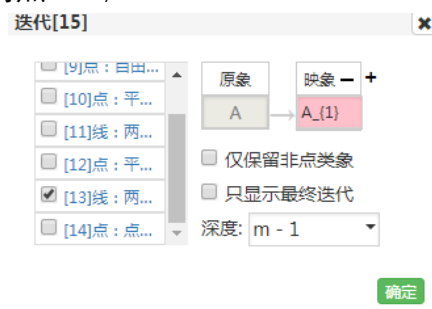 迭代[15]
[9]点：自由...
[10]点：平...
[11]线：两...
[12]点：平...
[13]线：两...
[14]点：点...
原象 映象 − +
A → A_{1}
仅保留非点类象
只显示最终迭代
深度: m - 1
确定